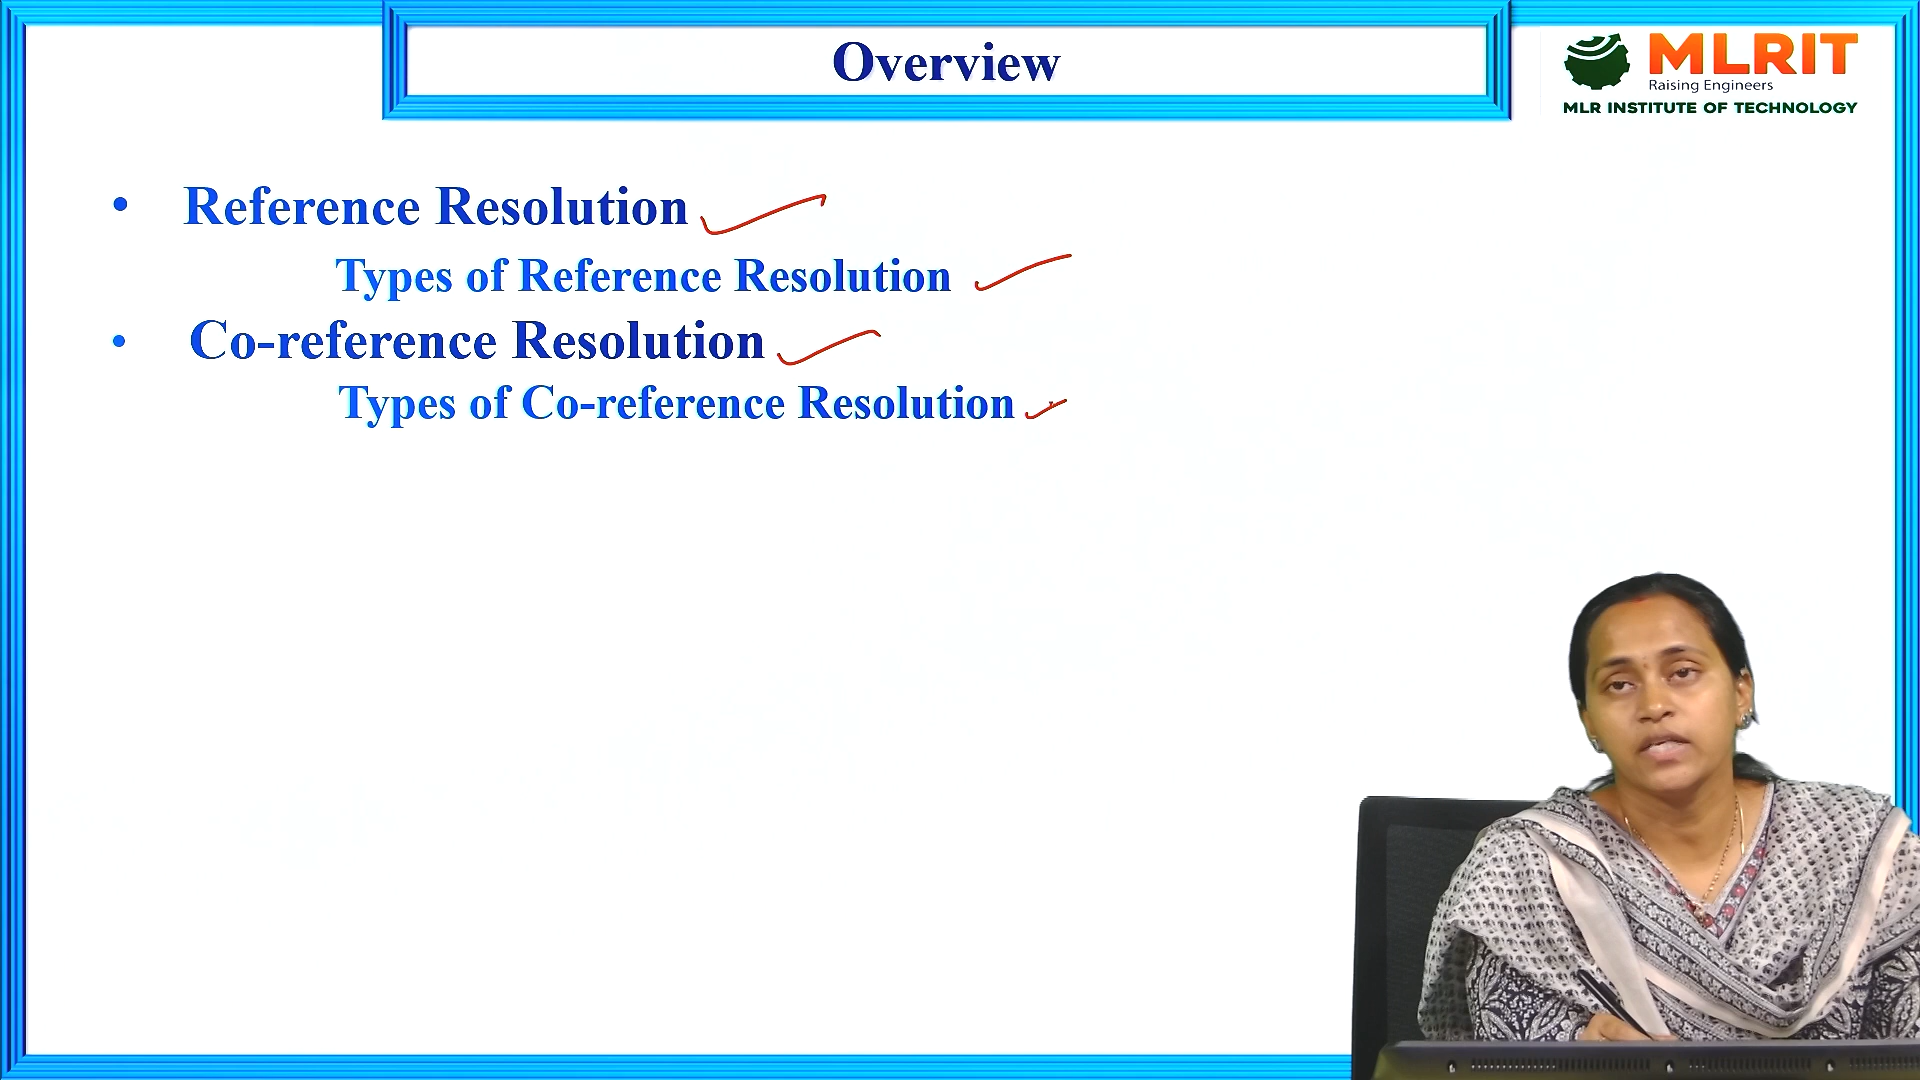 Overview
MLRIT
Raising Engineers
MLR INSTITUTE OF TECHNOLOGY
• Reference Resolution
Types of Reference Resolution
• Co-reference Resolution
Types of Co-reference Resolution